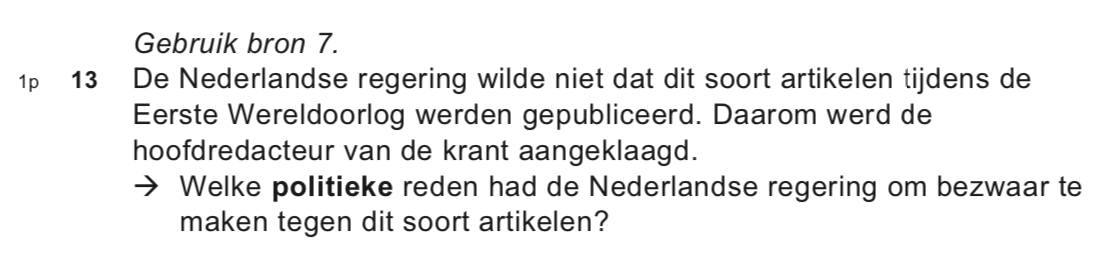 Gebruik bron 7.
1p 13 De Nederlandse regering wilde niet dat dit soort artikelen tijdens de
Eerste Wereldoorlog werden gepubliceerd. Daarom werd de
hoofdredacteur van de krant aangeklaagd.
→ Welke politieke reden had de Nederlandse regering om bezwaar te
maken tegen dit soort artikelen?